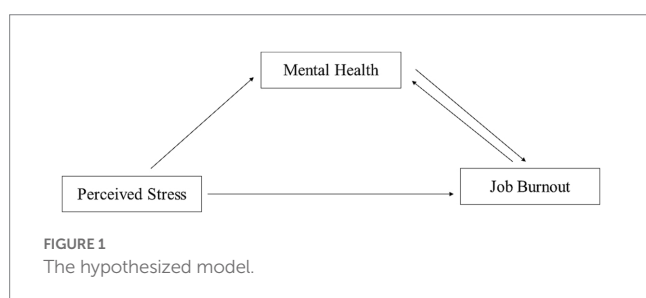 Mental Health
Perceived Stress
Job Burnout
FIGURE 1
The hypothesized model.